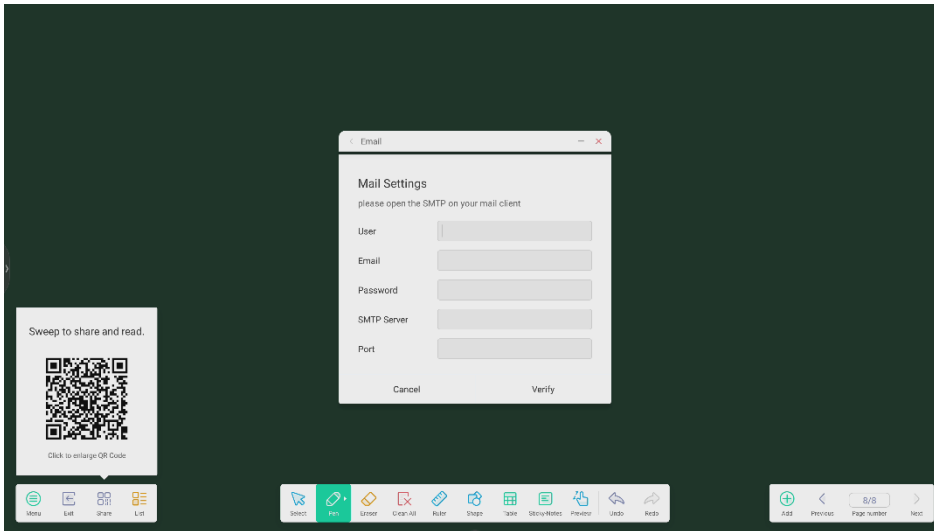 Email
Mail Settings
please open the SMTP on your mail client
User
Email
Password
SMTP Server
Port
Cancel Verify
Sweep to share and read.
Click to enlarge QR Code
Menu Exit Share List
Select Pen Eraser Clean All Ruler Shape Table Sticky-Notes Preview Undo Redo
8/8
Add Previous Page number Next